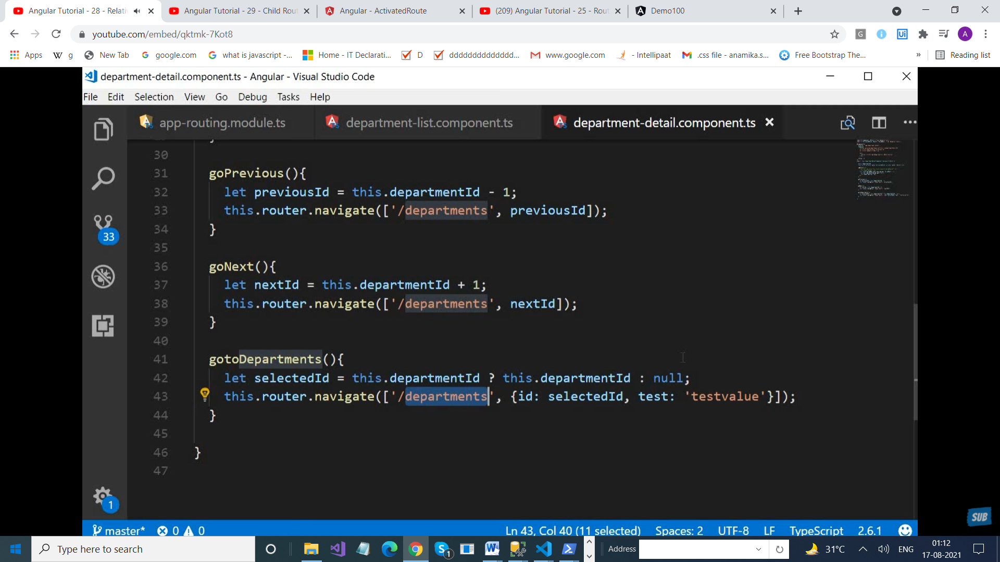 Angular Tutorial - 28 - Relativ
Angular Tutorial - 29 - Child Rout
Angular - ActivatedRoute
(209) Angular Tutorial - 25 - Rout
Demo100
youtube.com/embed/qktmk-7Kot8
G
Ui
A
Apps
W g
New Tab
google.com
what is javascript -...
Home - IT Declarati...
D
dddddddddddddd...
www.google.com
- Intellipaat
.css file - anamika.s...
Free Bootstrap The...
»
Reading list
department-detail.component.ts - Angular - Visual Studio Code
File Edit Selection View Go Debug Tasks Help
app-routing.module.ts
department-list.component.ts
department-detail.component.ts
30
31 goPrevious(){
32 let previousId = this.departmentId - 1;
33 this.router.navigate(['/departments', previousId]);
34 }
35
36 goNext(){
37 let nextId = this.departmentId + 1;
38 this.router.navigate(['/departments', nextId]);
39 }
40
41 gotoDepartments(){
42 let selectedId = this.departmentId ? this.departmentId : null;
43 this.router.navigate(['/departments', {id: selectedId, test: 'testvalue'}]);
44 }
45
46 }
47
33
1
SUB
master* 0 0
Ln 43, Col 40 (11 selected) Spaces: 2 UTF-8 LF TypeScript 2.6.1
Type here to search
1
Address
31°C
ENG
01:12
17-08-2021